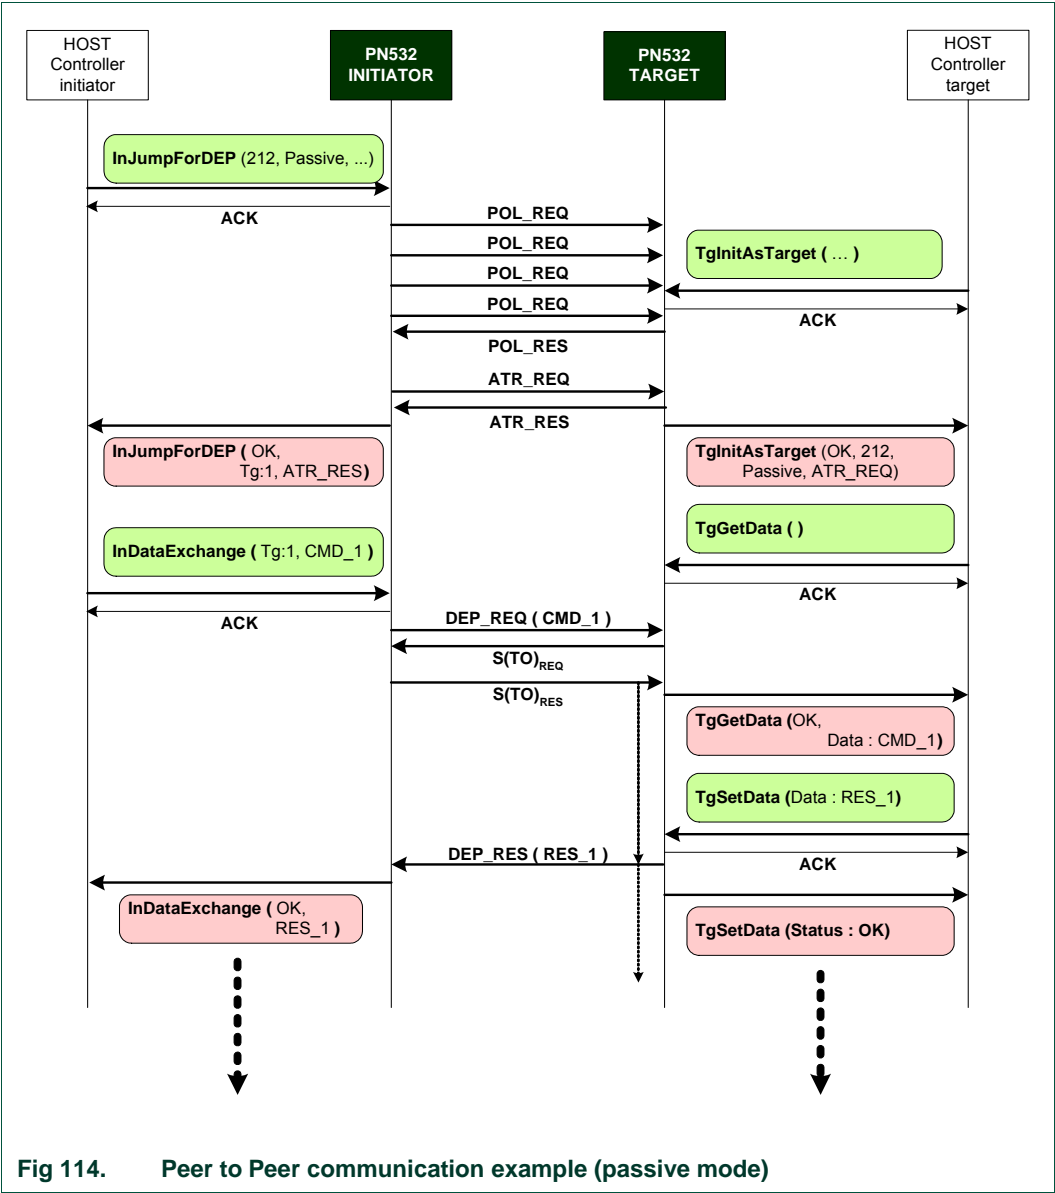 HOST
Controller
initiator
PN532
INITIATOR
PN532
TARGET
HOST
Controller
target
InJumpForDEP (212, Passive, ...)
ACK
POL_REQ
POL_REQ
TgInitAsTarget ( … )
POL_REQ
POL_REQ
ACK
POL_RES
ATR_REQ
ATR_RES
InJumpForDEP ( OK,
Tg:1, ATR_RES)
TgInitAsTarget (OK, 212,
Passive, ATR_REQ)
TgGetData ( )
InDataExchange ( Tg:1, CMD_1 )
ACK
ACK
DEP_REQ ( CMD_1 )
S(TO)REQ
S(TO)RES
TgGetData (OK,
Data : CMD_1)
TgSetData (Data : RES_1)
DEP_RES ( RES_1 )
ACK
InDataExchange ( OK,
RES_1 )
TgSetData (Status : OK)
Fig 114. Peer to Peer communication example (passive mode)